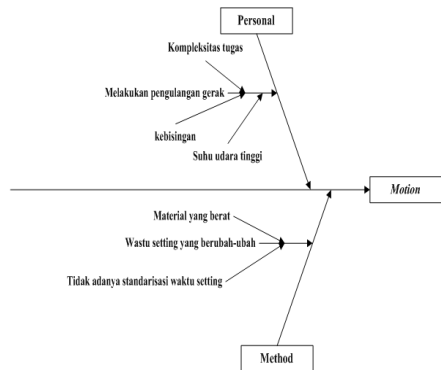 Personal
Kompleksitas tugas
Melakukan pengulangan gerak
kebisingan
Suhu udara tinggi
Motion
Material yang berat
Wastu setting yang berubah-ubah
Tidak adanya standarisasi waktu setting
Method